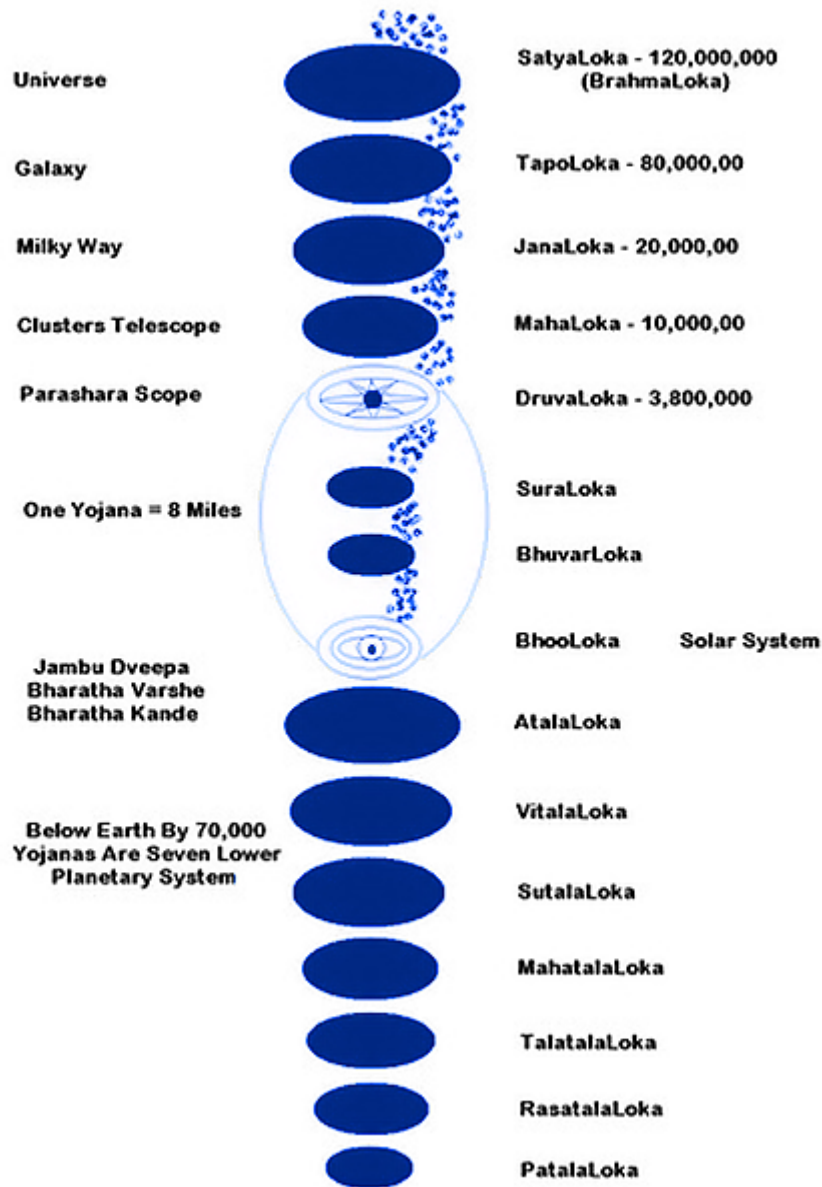 Universe
SatyaLoka - 120,000,000
(BrahmaLoka)
Galaxy
TapoLoka - 80,000,00
Milky Way
JanaLoka - 20,000,00
Clusters Telescope
MahaLoka - 10,000,00
Parashara Scope
DruvaLoka - 3,800,000
SuraLoka
One Yojana = 8 Miles
BhuvarLoka
BhooLoka
Solar System
Jambu Dveepa
Bharatha Varshe
Bharatha Kande
AtalaLoka
VitalaLoka
Below Earth By 70,000
Yojanas Are Seven Lower
Planetary System
SutalaLoka
MahatalaLoka
TalatalaLoka
RasatalaLoka
PatalaLoka